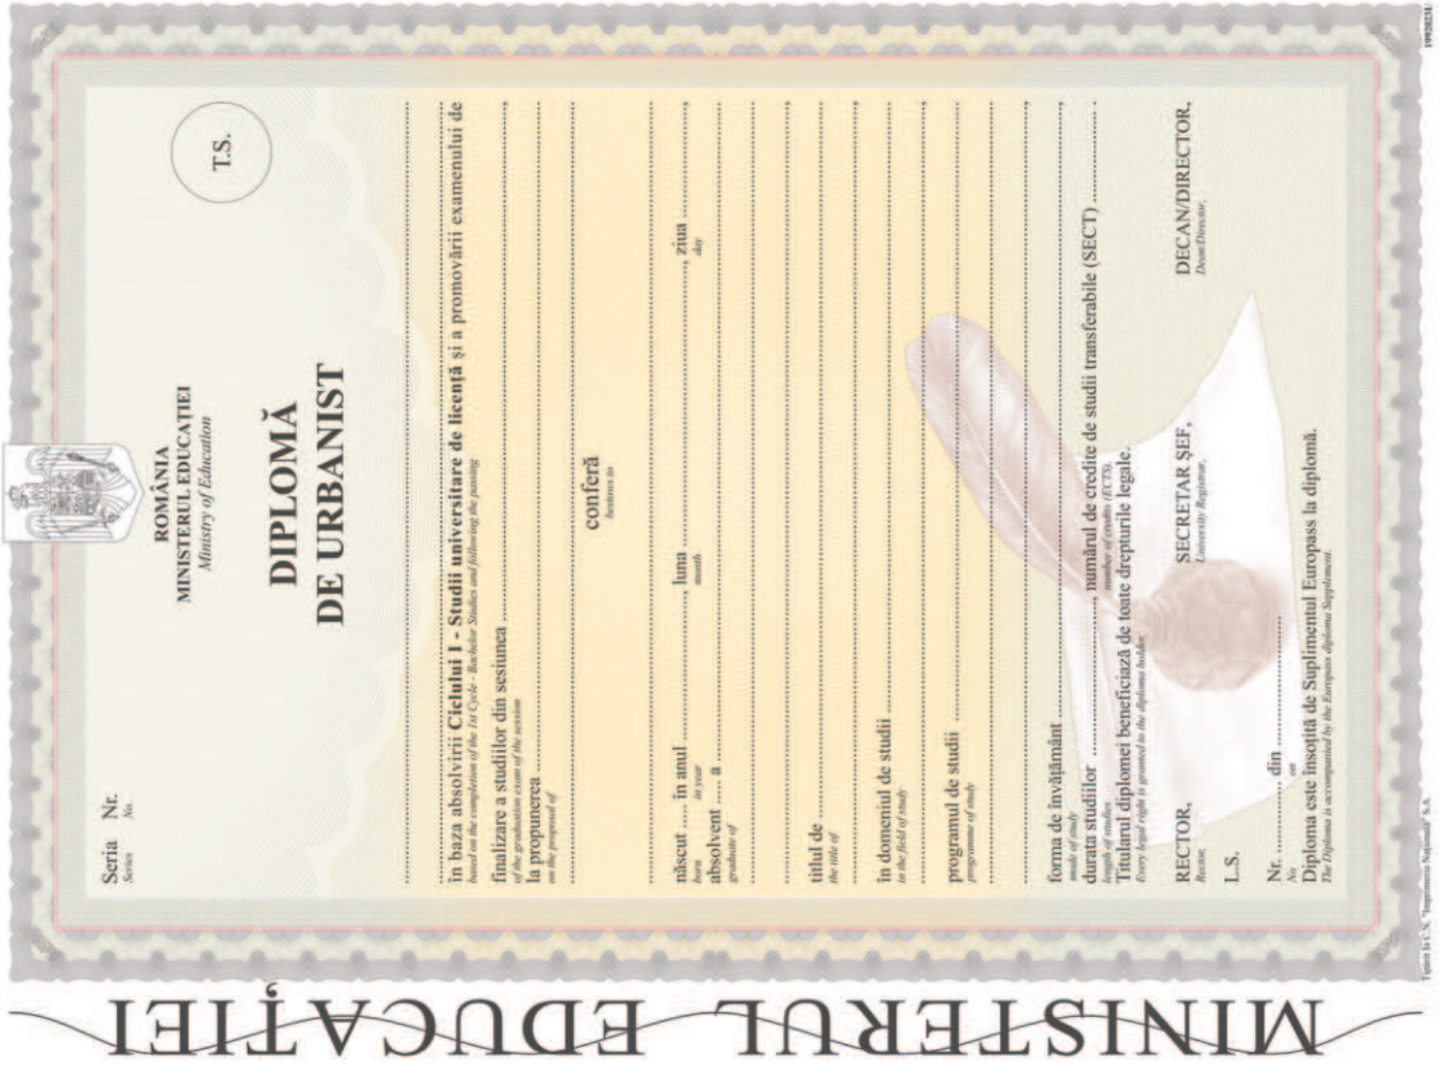 Seria Nr.
Series No.
ROMÂNIA
MINISTERUL EDUCAȚIEI
Ministry of Education
T.S.
DIPLOMĂ
DE URBANIST
în baza absolvirii Ciclului I - Studii universitare de licență și a promovării examenului de
based on the completion of the 1st Cycle - Bachelor Studies and following the passing
finalizare a studiilor din sesiunea ........................,
of the graduation exam of the session
la propunerea ........................
on the proposal of
conferă
bestows to
născut ...... în anul ........................, luna ........................, ziua ............,
born in year month day
absolvent ..... a ........................
graduate of
titlul de ........................,
the title of
în domeniul de studii ........................
in the field of study
programul de studii ........................
programme of study
forma de învățământ ........................,
mode of study
durata studiilor ........................, numărul de credite de studii transferabile (SECT) ...............
length of studies number of credits (ECTS).
Titularul diplomei beneficiază de toate drepturile legale.
Every legal right is granted to the diploma holder.
RECTOR, SECRETAR ȘEF, DECAN/DIRECTOR,
Rector, University Registrar, Dean/Director,
L.S.
Nr. ............... din ........................
No on
Diploma este însoțită de Suplimentul Europass la diplomă.
The Diploma is accompanied by the Europass diploma Supplement.
Tipărit la C.N. "Imprimeria Națională" S.A.
MINISTERUL EDUCAȚIEI